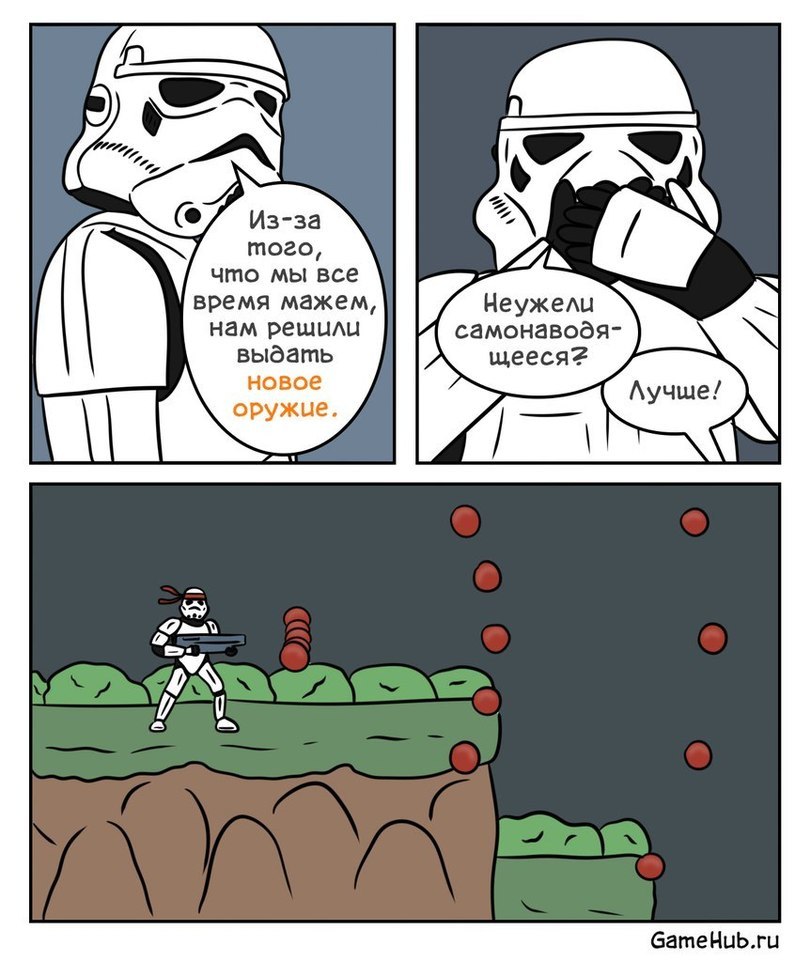 Из-за
того,
что мы все
время мажем,
нам решили
выдать
новое
оружие.
Неужели
самонаводя-
щееся?
Лучше!
GameHub.ru